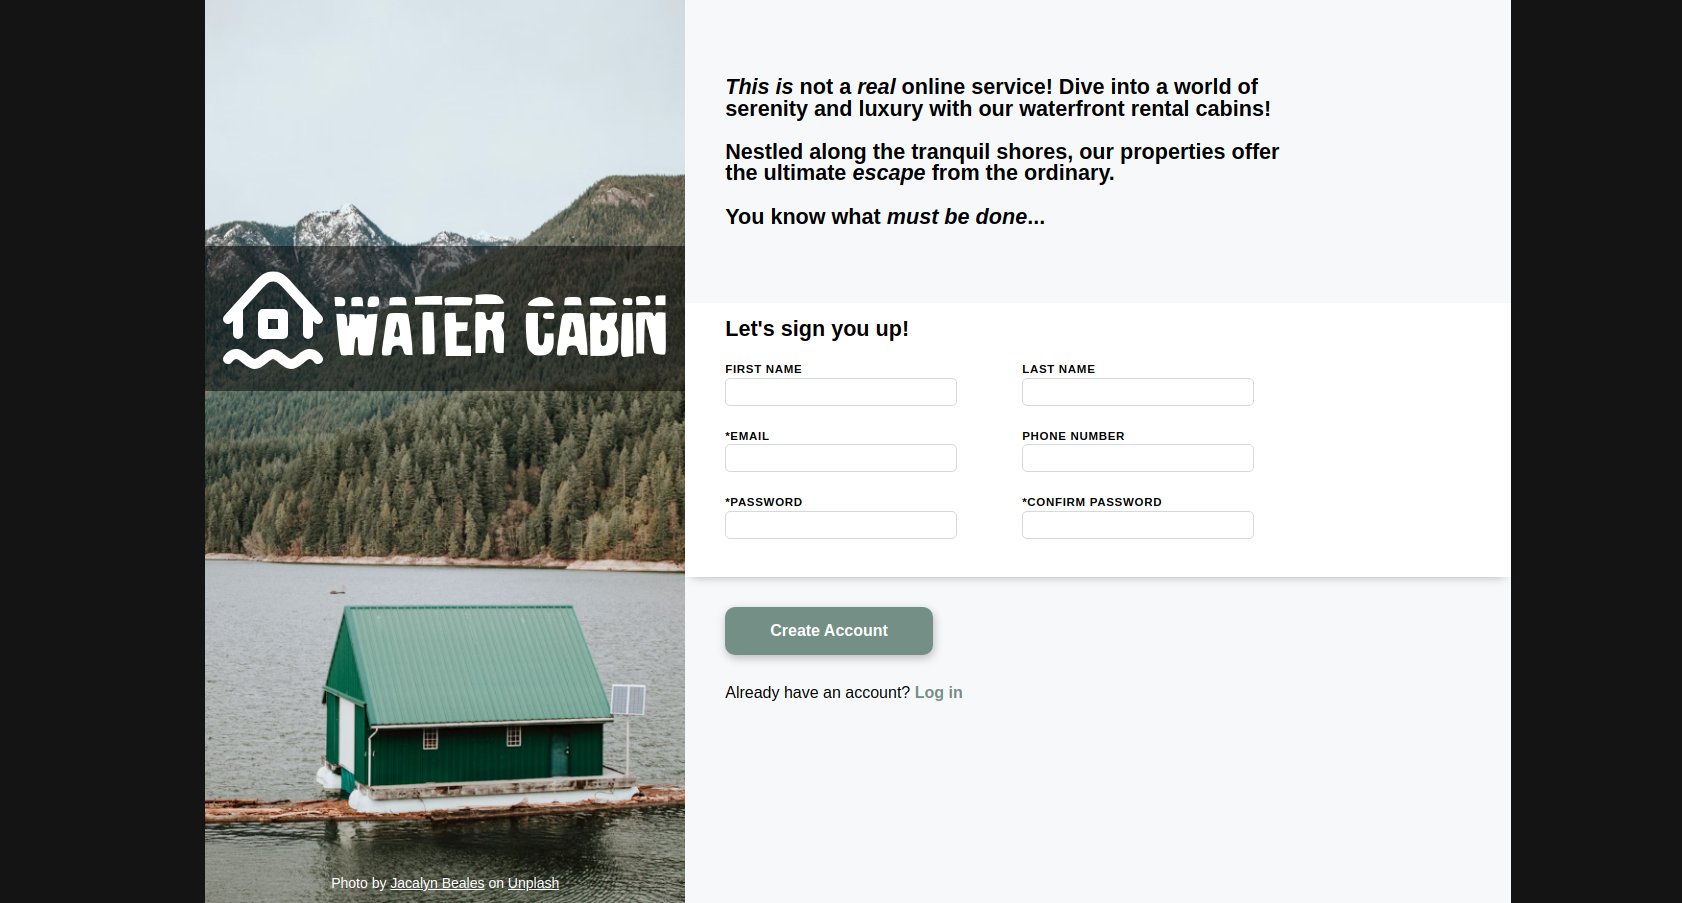 WATER CABIN
Photo by Jacalyn Beales on Unplash
This is not a real online service! Dive into a world of
serenity and luxury with our waterfront rental cabins!
Nestled along the tranquil shores, our properties offer
the ultimate escape from the ordinary.
You know what must be done...
Let's sign you up!
FIRST NAME
LAST NAME
*EMAIL
PHONE NUMBER
*PASSWORD
*CONFIRM PASSWORD
Create Account
Already have an account? Log in